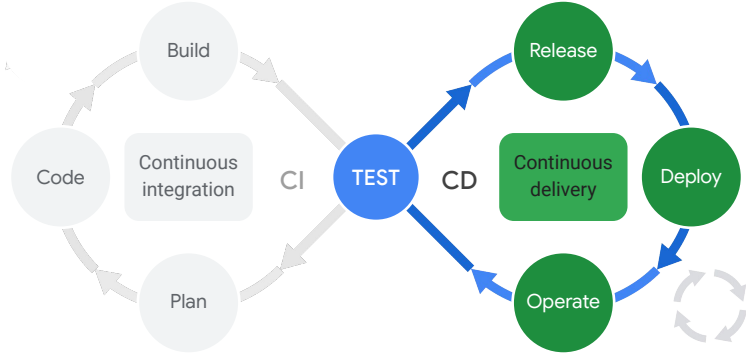 Build
Release
Code
Continuous
integration
CI
TEST
CD
Continuous
delivery
Deploy
Plan
Operate